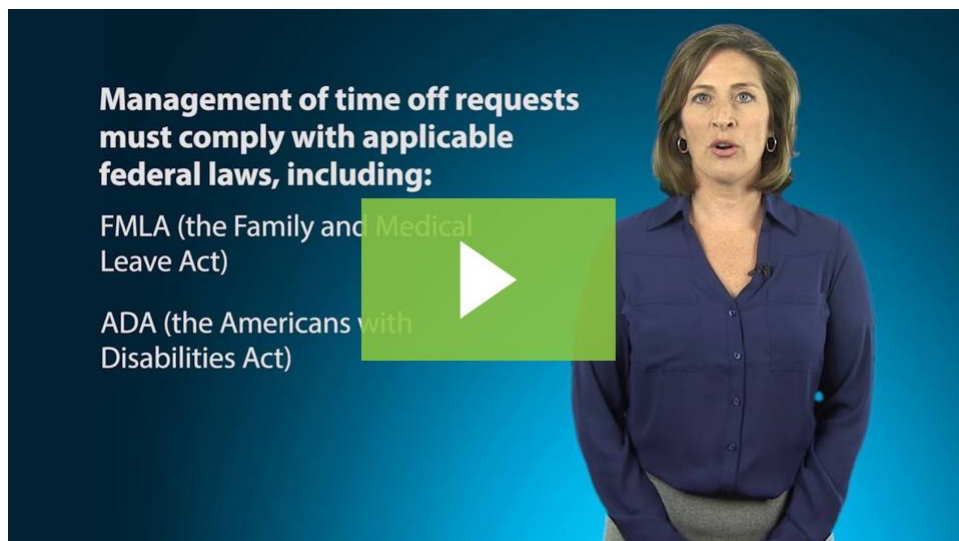 Management of time off requests
must comply with applicable
federal laws, including:
FMLA (the Family and Medical
Leave Act)
ADA (the Americans with
Disabilities Act)